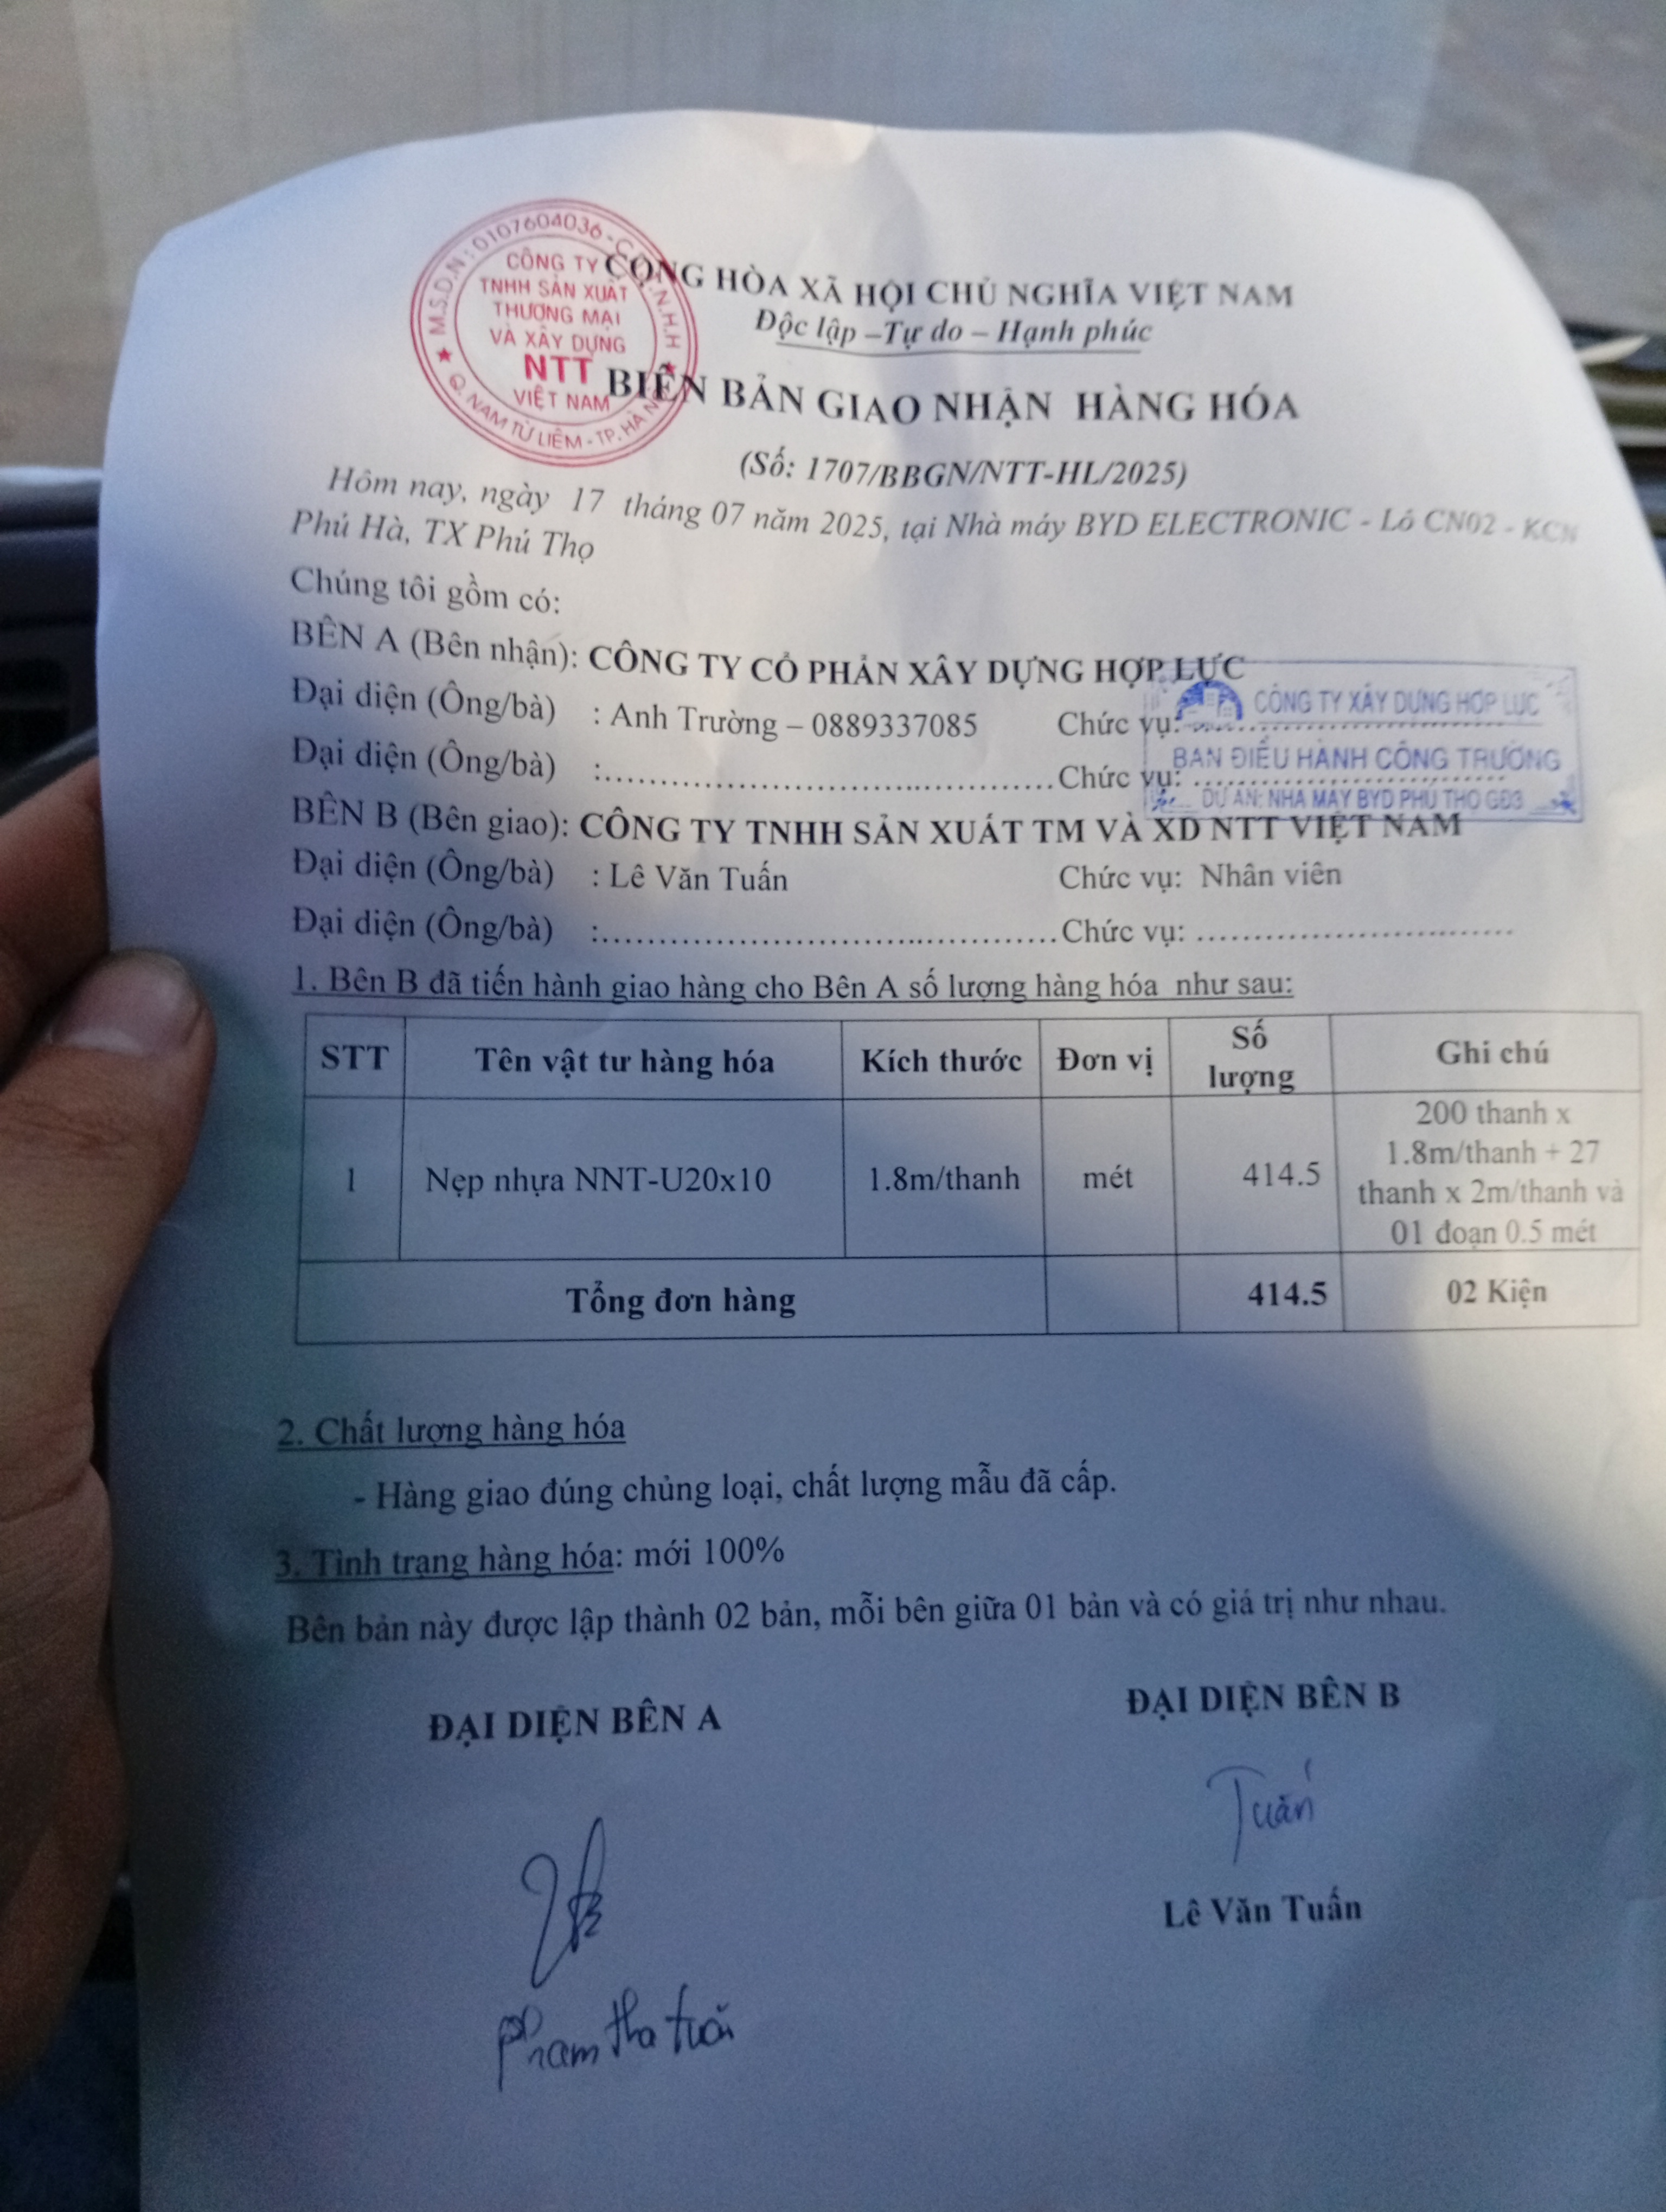 M.S.D.N: 0107604036 - C.T.T.N.H.H
CÔNG TY
TNHH SẢN XUẤT
THƯƠNG MẠI
VÀ XÂY DỰNG
NTT
VIỆT NAM
Q. NAM TỪ LIÊM - TP. HÀ NỘI
CỘNG HÒA XÃ HỘI CHỦ NGHĨA VIỆT NAM
Độc lập –Tự do – Hạnh phúc
BIÊN BẢN GIAO NHẬN HÀNG HÓA
(Số: 1707/BBGN/NTT-HL/2025)
Hôm nay, ngày 17 tháng 07 năm 2025, tại Nhà máy BYD ELECTRONIC - Lô CN02 - KCN
Phú Hà, TX Phú Thọ
Chúng tôi gồm có:
BÊN A (Bên nhận): CÔNG TY CỔ PHẦN XÂY DỰNG HỢP LỰC
Đại diện (Ông/bà) : Anh Trường – 0889337085 Chức vụ:
Đại diện (Ông/bà) :.......................................... Chức vụ: ..............................
CÔNG TY XÂY DỰNG HỢP LỰC
BAN ĐIỀU HÀNH CÔNG TRƯỜNG
DỰ ÁN: NHÀ MÁY BYD PHÚ THỌ GĐ3
BÊN B (Bên giao): CÔNG TY TNHH SẢN XUẤT TM VÀ XD NTT VIỆT NAM
Đại diện (Ông/bà) : Lê Văn Tuấn Chức vụ: Nhân viên
Đại diện (Ông/bà) :.......................................... Chức vụ: ..............................
1. Bên B đã tiến hành giao hàng cho Bên A số lượng hàng hóa như sau:
STT Tên vật tư hàng hóa Kích thước Đơn vị Số lượng Ghi chú
1 Nẹp nhựa NNT-U20x10 1.8m/thanh mét 414.5 200 thanh x
1.8m/thanh + 27
thanh x 2m/thanh và
01 đoạn 0.5 mét
Tổng đơn hàng 414.5 02 Kiện
2. Chất lượng hàng hóa
- Hàng giao đúng chủng loại, chất lượng mẫu đã cấp.
3. Tình trạng hàng hóa: mới 100%
Bên bản này được lập thành 02 bản, mỗi bên giữa 01 bản và có giá trị như nhau.
ĐẠI DIỆN BÊN A ĐẠI DIỆN BÊN B
Tuấn
Lê Văn Tuấn